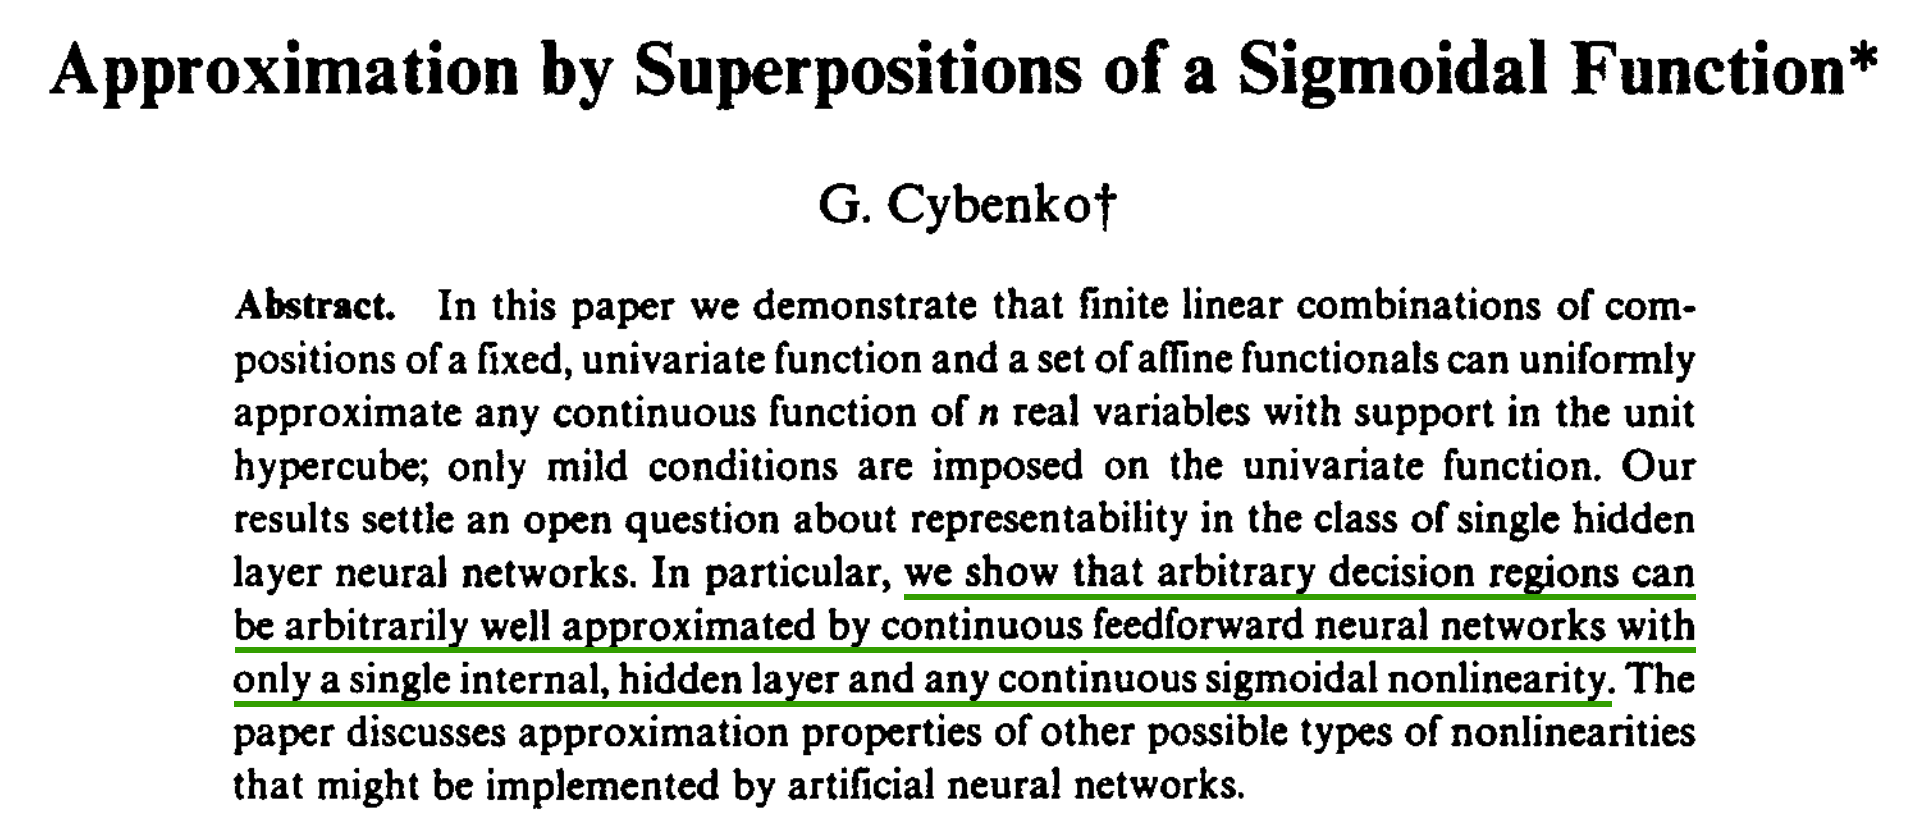 Approximation by Superpositions of a Sigmoidal Function*
G. Cybenko†
Abstract. In this paper we demonstrate that finite linear combinations of com-
positions of a fixed, univariate function and a set of affine functionals can uniformly
approximate any continuous function of n real variables with support in the unit
hypercube; only mild conditions are imposed on the univariate function. Our
results settle an open question about representability in the class of single hidden
layer neural networks. In particular, we show that arbitrary decision regions can
be arbitrarily well approximated by continuous feedforward neural networks with
only a single internal, hidden layer and any continuous sigmoidal nonlinearity. The
paper discusses approximation properties of other possible types of nonlinearities
that might be implemented by artificial neural networks.